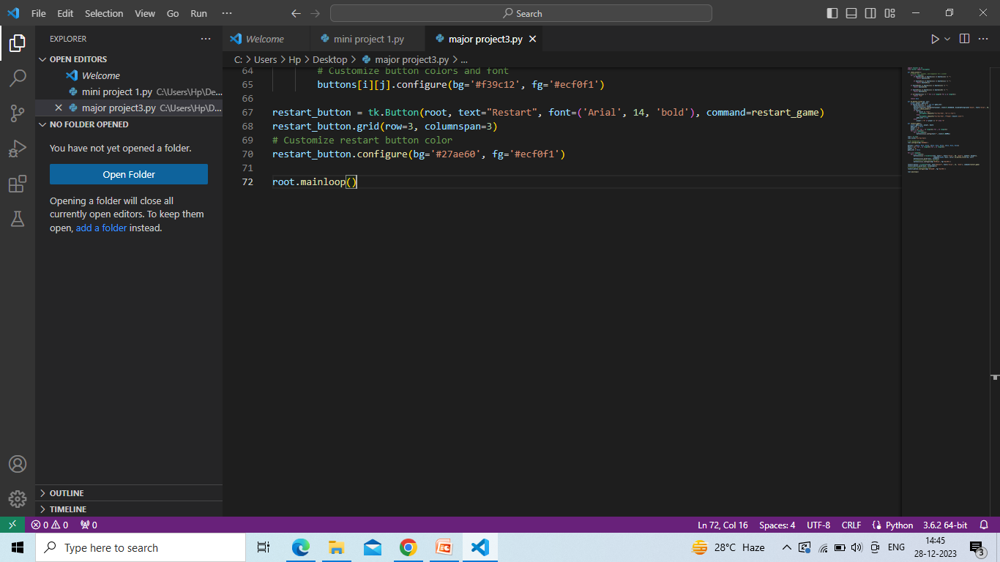 File Edit Selection View Go Run ··· Search
EXPLORER ···
OPEN EDITORS
Welcome
mini project 1.py C:\Users\Hp\De...
major project3.py C:\Users\Hp\D...
NO FOLDER OPENED
You have not yet opened a folder.
Open Folder
Opening a folder will close all
currently open editors. To keep them
open, add a folder instead.
OUTLINE
TIMELINE
Welcome mini project 1.py major project3.py
C: > Users > Hp > Desktop > major project3.py > ...
64 # Customize button colors and font
65 buttons[i][j].configure(bg='#f39c12', fg='#ecf0f1')
66
67 restart_button = tk.Button(root, text="Restart", font=('Arial', 14, 'bold'), command=restart_game)
68 restart_button.grid(row=3, columnspan=3)
69 # Customize restart button color
70 restart_button.configure(bg='#27ae60', fg='#ecf0f1')
71
72 root.mainloop()
0 0 0 Ln 72, Col 16 Spaces: 4 UTF-8 CRLF Python 3.6.2 64-bit
Type here to search 28°C Haze ENG 14:45
28-12-2023 3